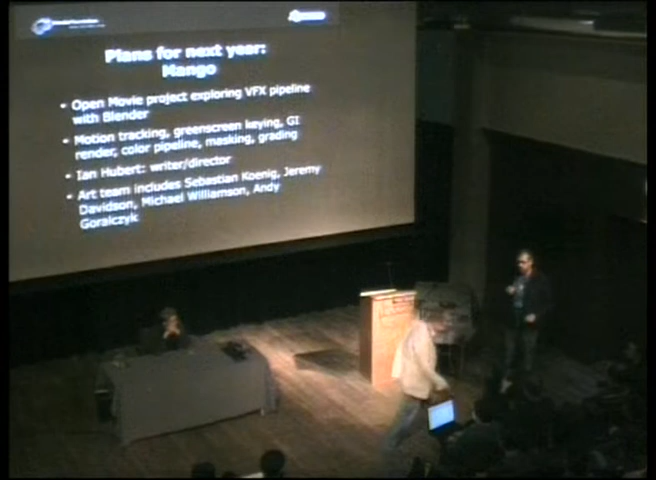 Plans for next year:
Mango
• Open Movie project exploring VFX pipeline
with Blender
• Motion tracking, greenscreen keying, GI
render, color pipeline, masking, grading
• Ian Hubert: writer/director
• Art team includes Sebastian Koenig, Jeremy
Davidson, Michael Williamson, Andy
Goralczyk